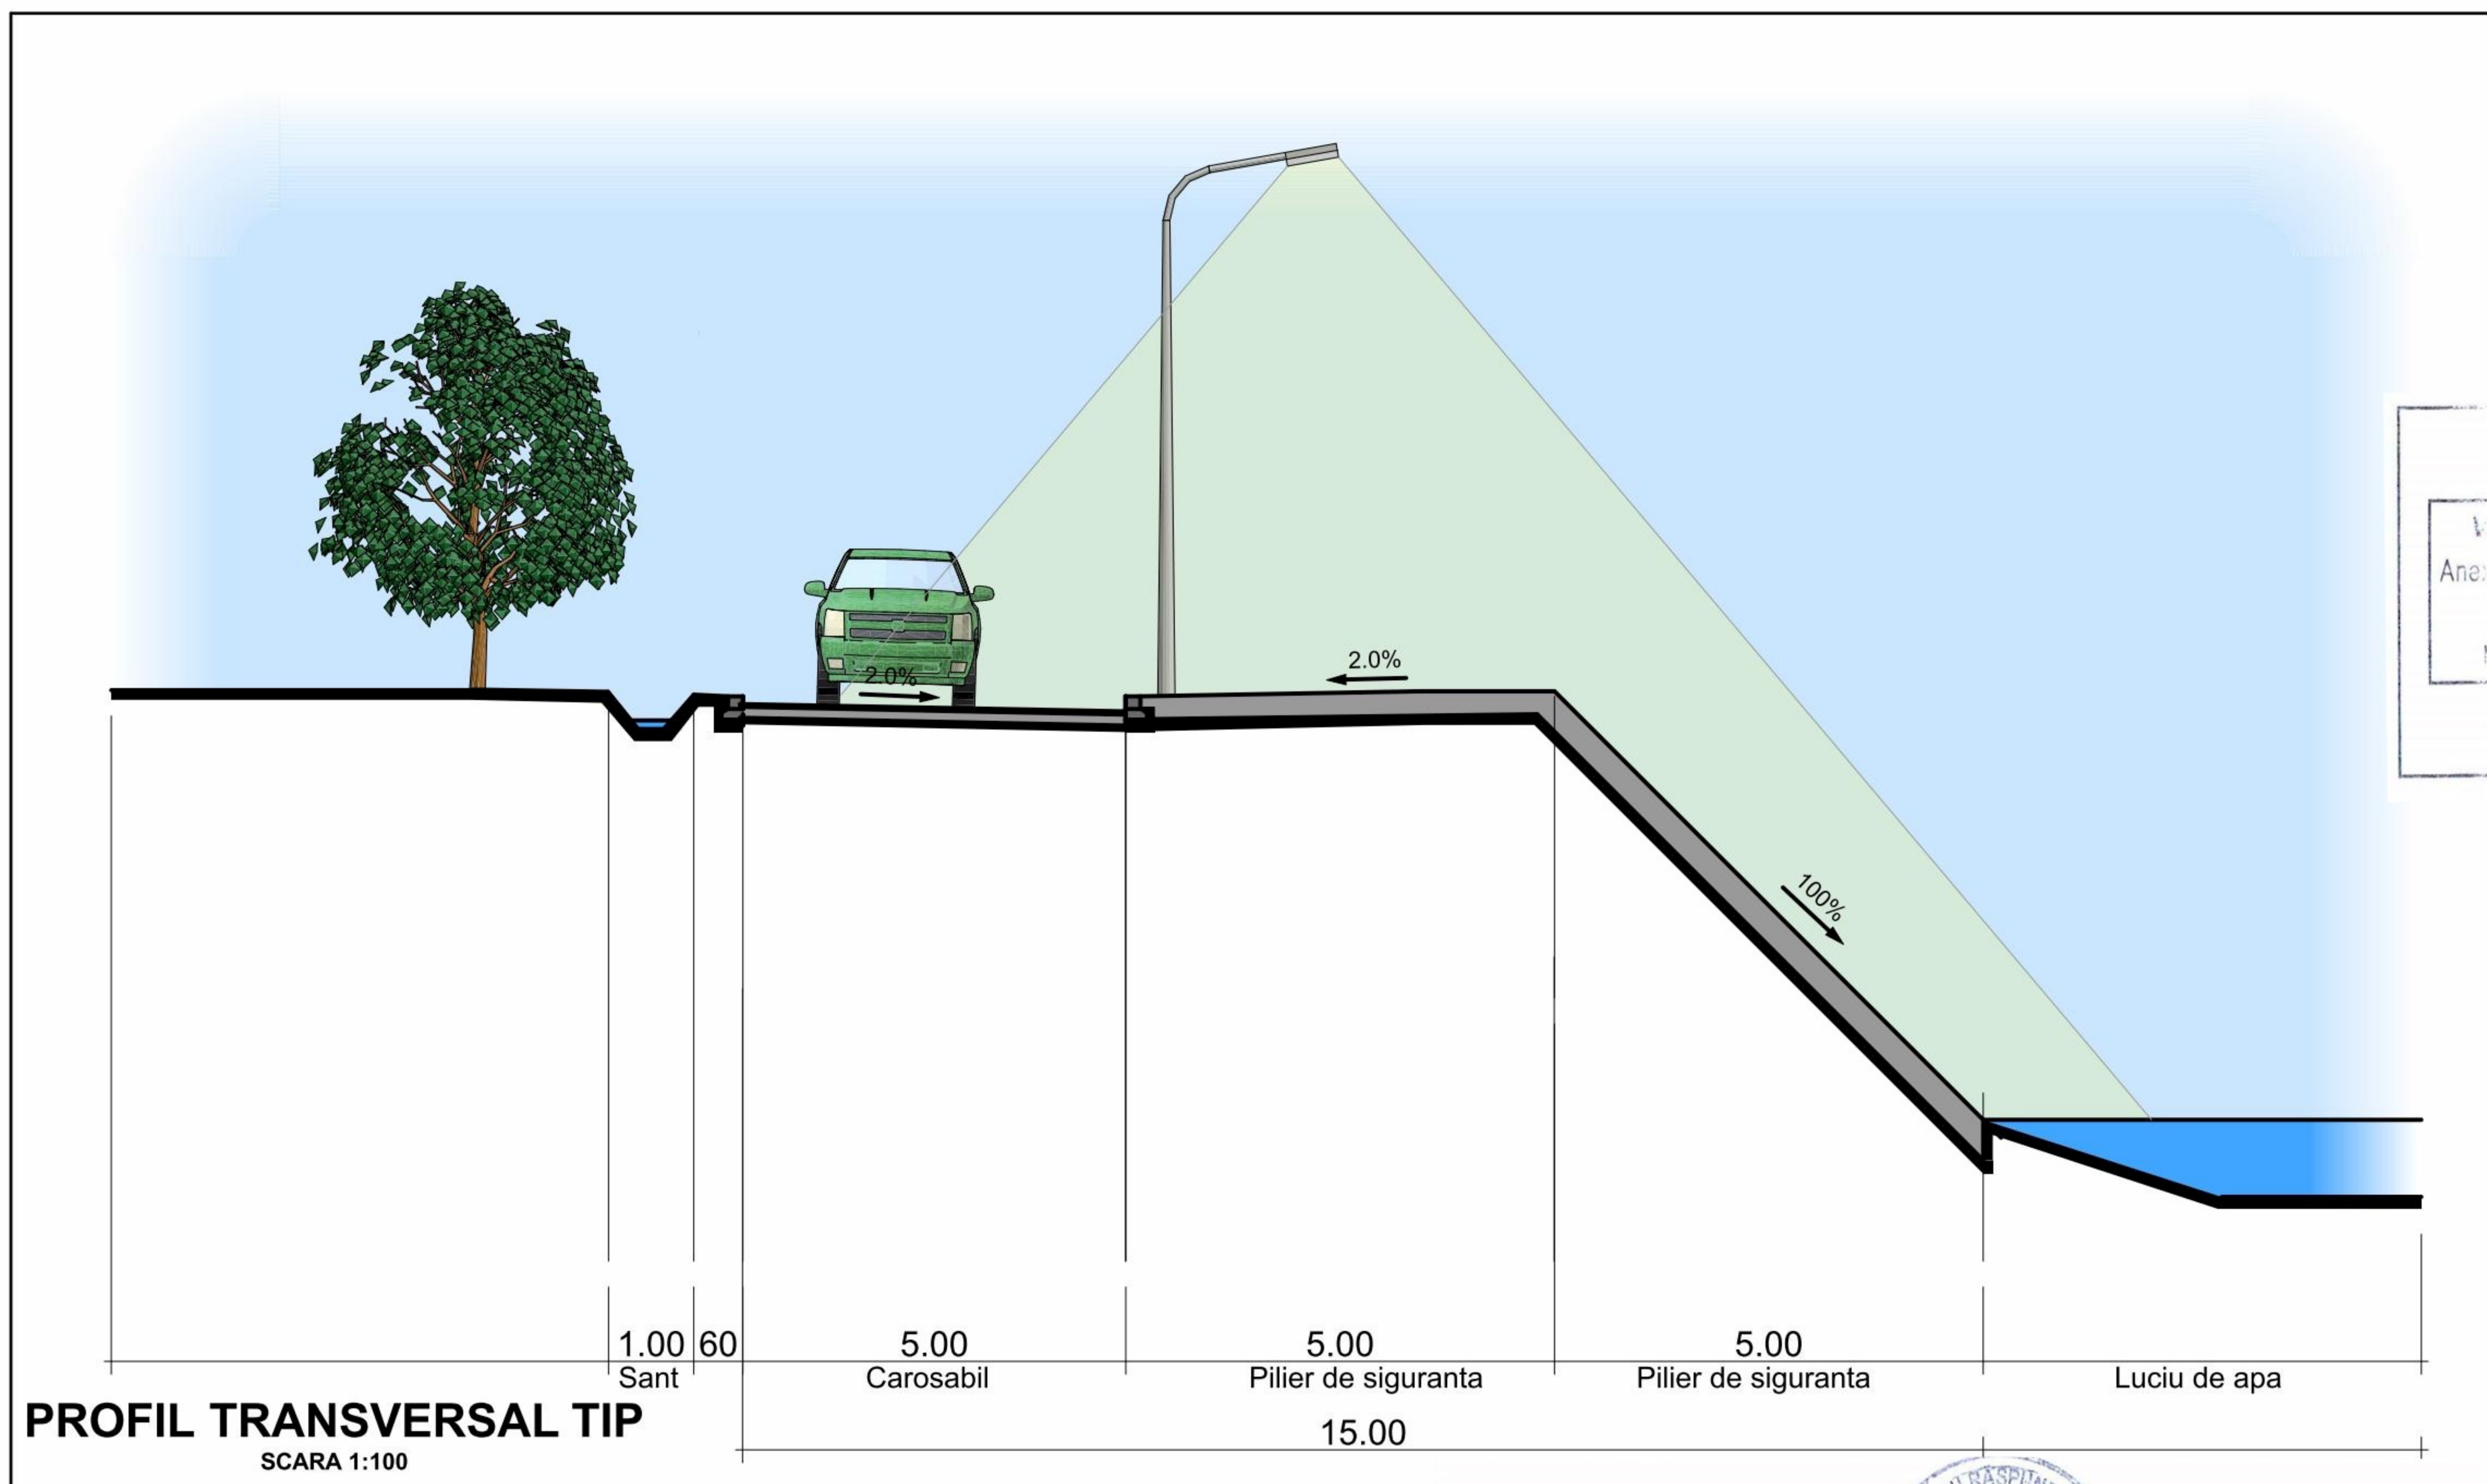 2.0%
2.0%
100%
1.00 60 5.00 5.00 5.00
Sant Carosabil Pilier de siguranta Pilier de siguranta Luciu de apa
PROFIL TRANSVERSAL TIP
SCARA 1:100
15.00